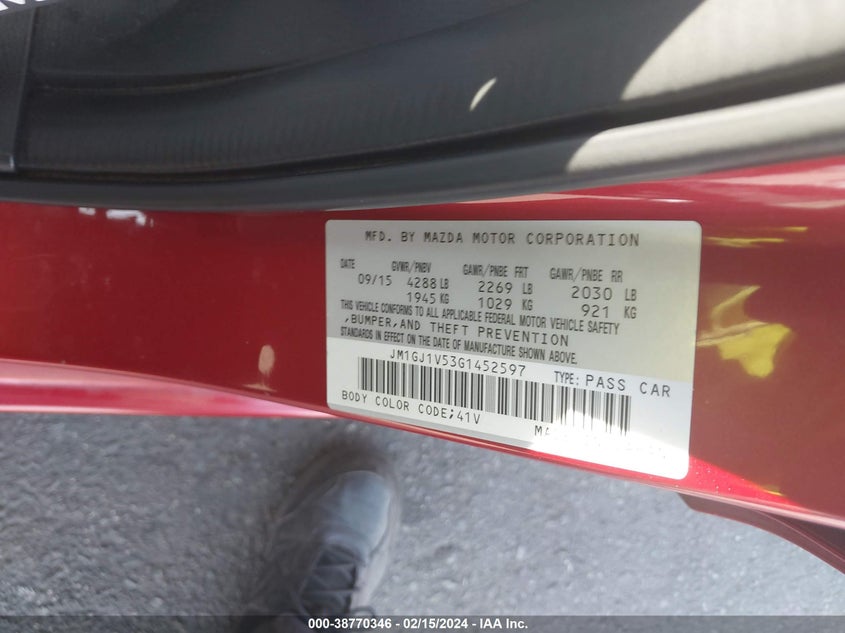 MFD. BY MAZDA MOTOR CORPORATION
DATE GVWR/PNBV GAWR/PNBE FRT GAWR/PNBE RR
09/15 4288 LB 2269 LB 2030 LB
1945 KG 1029 KG 921 KG
THIS VEHICLE CONFORMS TO ALL APPLICABLE FEDERAL MOTOR VEHICLE SAFETY
,BUMPER,AND THEFT PREVENTION
STANDARDS IN EFFECT ON THE DATE OF MANUFACTURE SHOWN ABOVE.
JM1GJ1V53G1452597 TYPE: PASS CAR
BODY COLOR CODE;41V
000-38770346 - 02/15/2024 - IAA Inc.